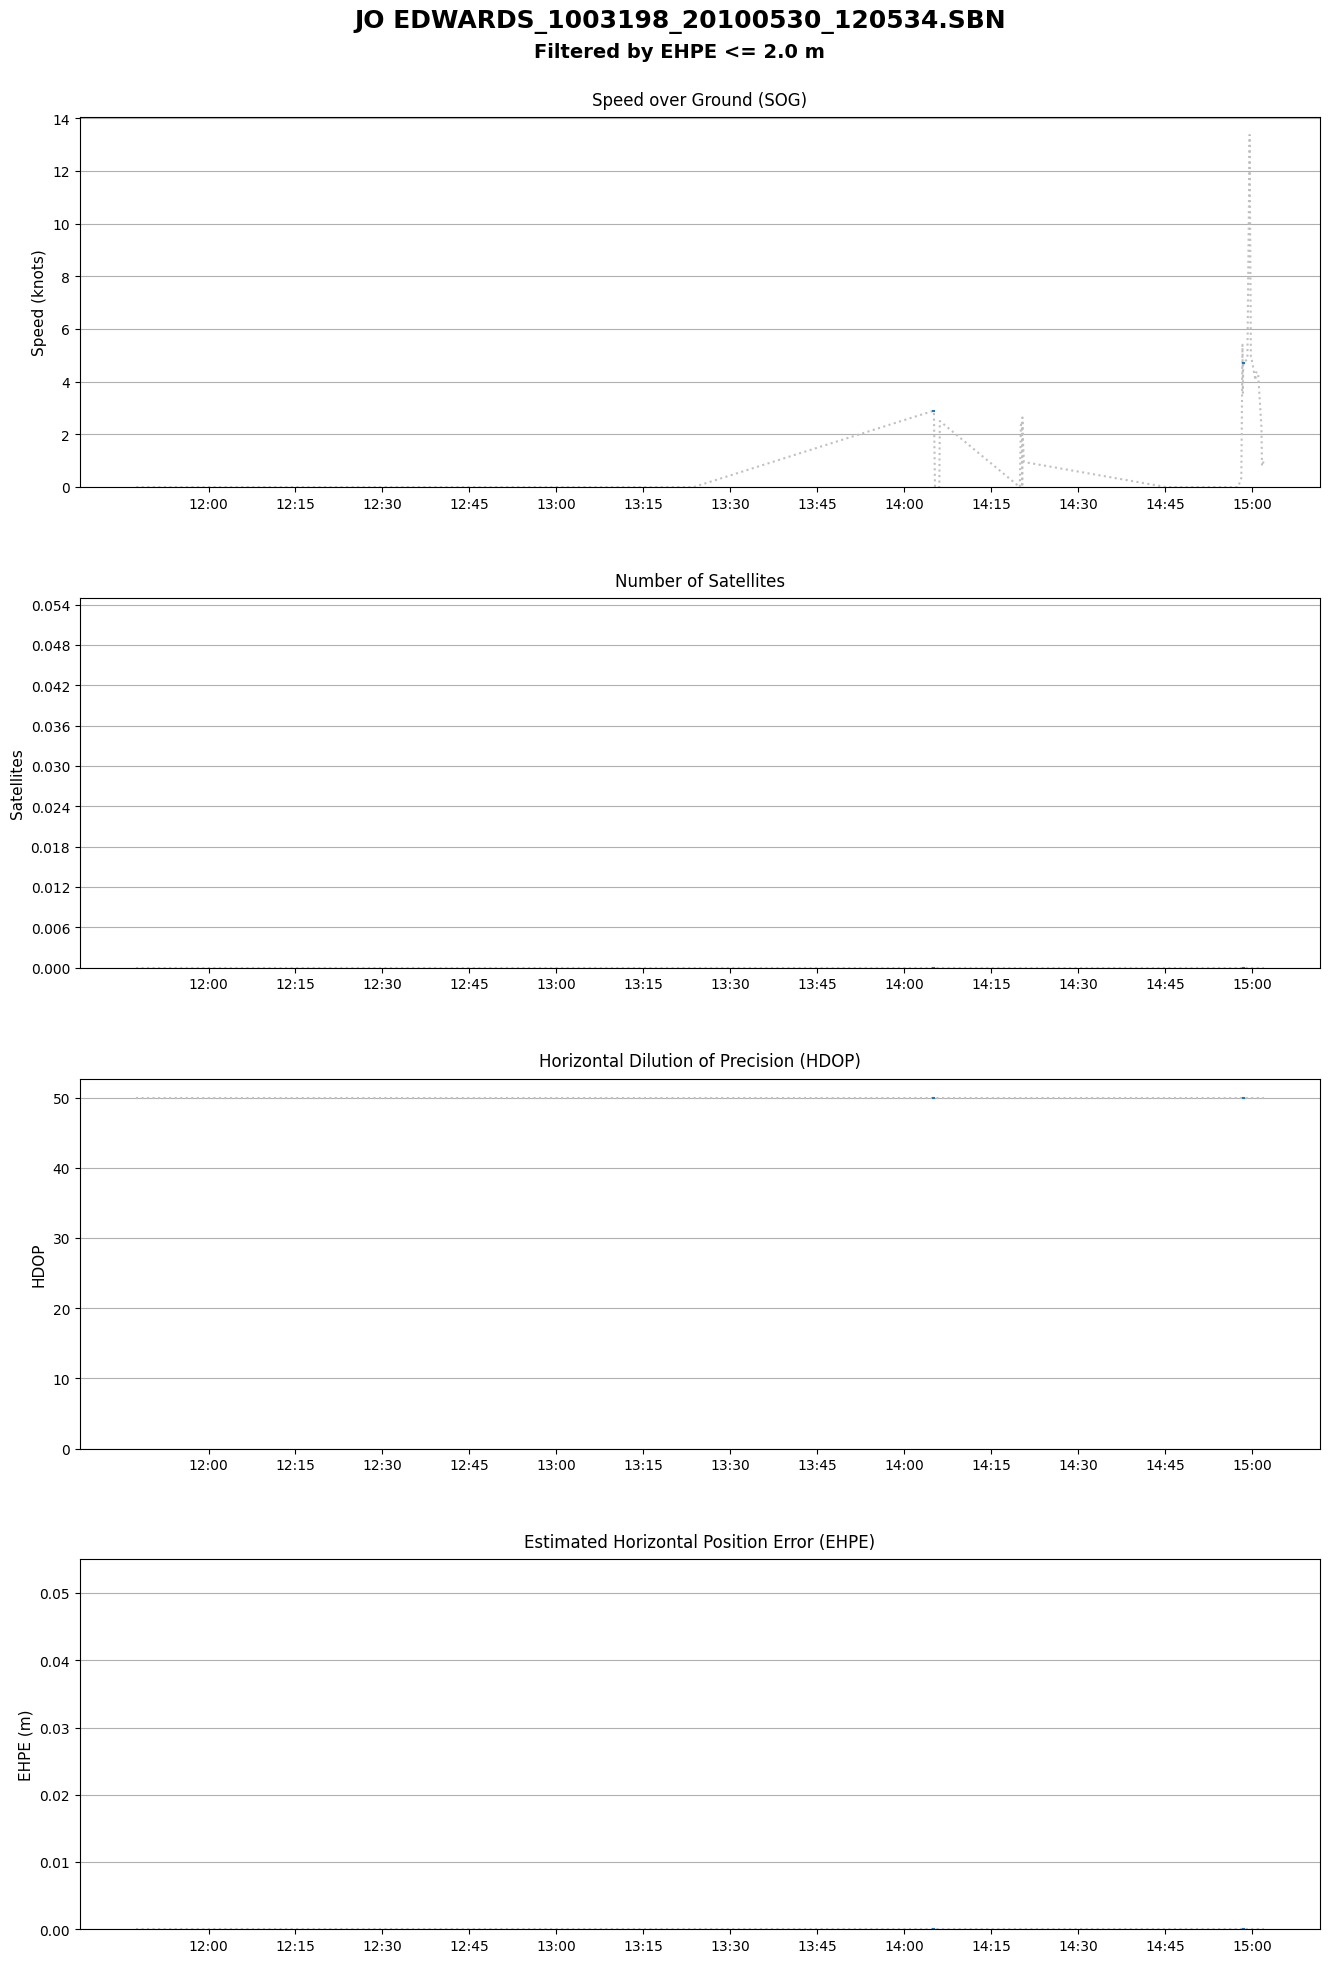 JO EDWARDS_1003198_20100530_120534.SBN
Filtered by EHPE <= 2.0 m
Speed over Ground (SOG)
Speed (knots)
14
12
10
8
6
4
2
0
12:00 12:15 12:30 12:45 13:00 13:15 13:30 13:45 14:00 14:15 14:30 14:45 15:00
Number of Satellites
Satellites
0.054
0.048
0.042
0.036
0.030
0.024
0.018
0.012
0.006
0.000
12:00 12:15 12:30 12:45 13:00 13:15 13:30 13:45 14:00 14:15 14:30 14:45 15:00
Horizontal Dilution of Precision (HDOP)
HDOP
50
40
30
20
10
0
12:00 12:15 12:30 12:45 13:00 13:15 13:30 13:45 14:00 14:15 14:30 14:45 15:00
Estimated Horizontal Position Error (EHPE)
EHPE (m)
0.05
0.04
0.03
0.02
0.01
0.00
12:00 12:15 12:30 12:45 13:00 13:15 13:30 13:45 14:00 14:15 14:30 14:45 15:00